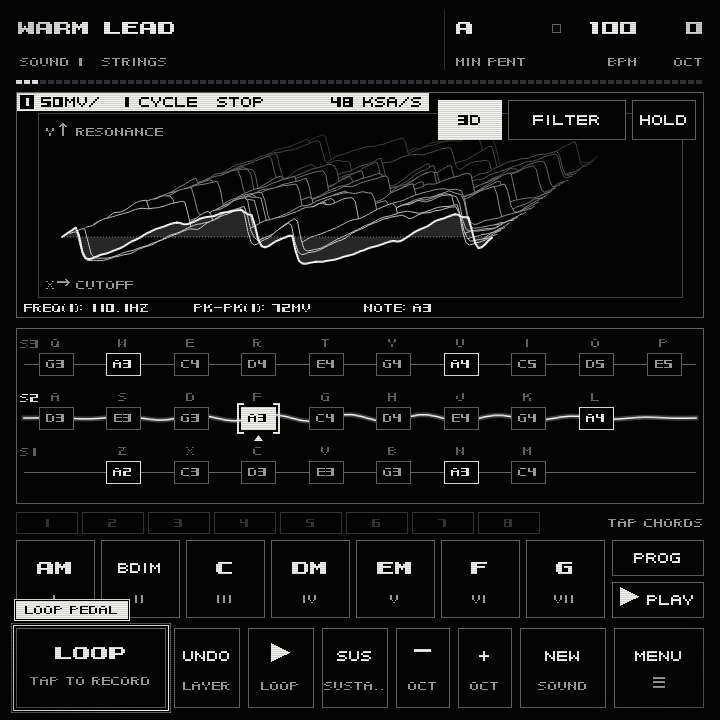 WARM LEAD
A 100 0
SOUND 1 STRINGS
MIN PENT BPM OCT
1 50MV/ 1 CYCLE STOP 48 KSA/S
3D FILTER HOLD
Y↑ RESONANCE
X→ CUTOFF
FREQ(1): 110.1HZ PK-PK(1): 72MV NOTE: A3
S3 Q W E R T Y U I O P
G3 A3 C4 D4 E4 G4 A4 C5 D5 E5
S2 A S D F G H J K L
D3 E3 G3 A3 C4 D4 E4 G4 A4
S1 Z X C V B N M
A2 C3 D3 E3 G3 A3 C4
1 2 3 4 5 6 7 8 TAP CHORDS
AM BDIM C DM EM F G PROG
I II III IV V VI VII ▶ PLAY
LOOP PEDAL
LOOP UNDO ▶ SUS − + NEW MENU
TAP TO RECORD LAYER LOOP SUSTA.. OCT OCT SOUND ☰